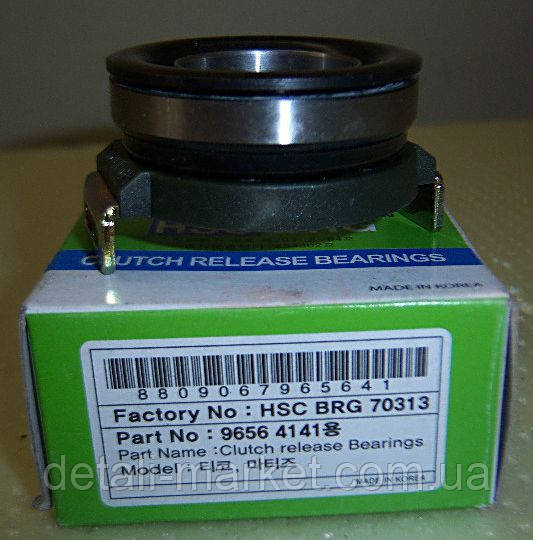 CLUTCH RELEASE BEARINGS
MADE IN KOREA
8809067965641
Factory No : HSC BRG 70313
Part No : 9656 4141용
Part Name :Clutch release Bearings
Model : 티코, 마티즈
MADE IN KOREA
detail-market.com.ua